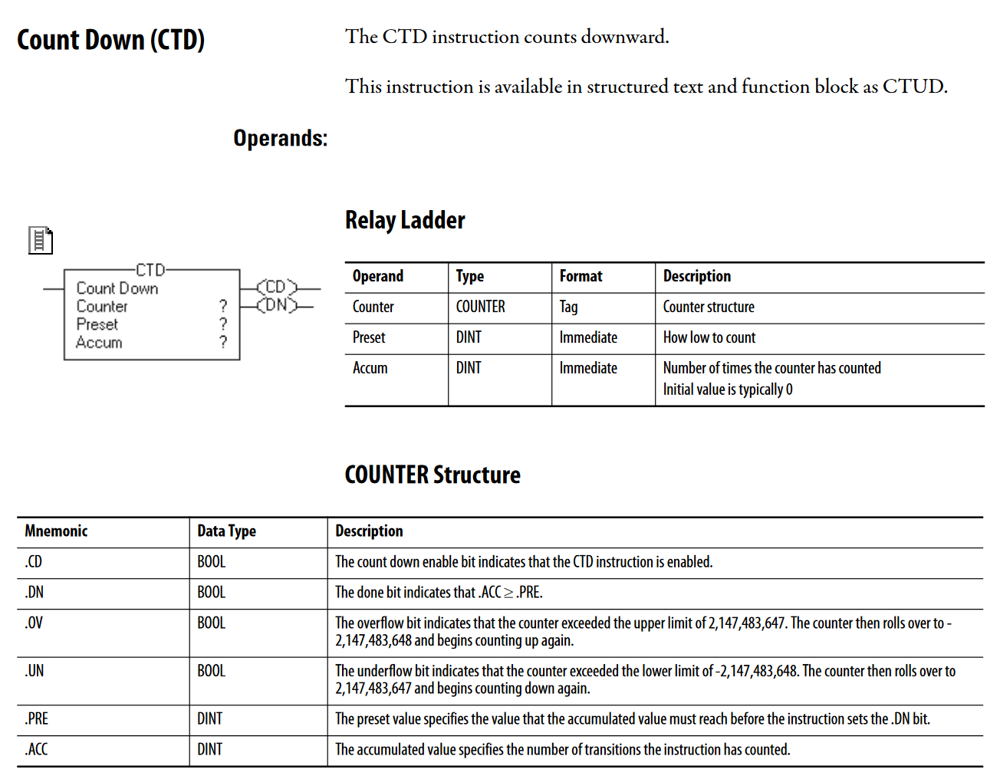 Count Down (CTD)
The CTD instruction counts downward.
This instruction is available in structured text and function block as CTUD.
Operands:
Relay Ladder
CTD
Count Down
Counter ?
Preset ?
Accum ?
CD
DN
Operand Type Format Description
Counter COUNTER Tag Counter structure
Preset DINT Immediate How low to count
Accum DINT Immediate Number of times the counter has counted
Initial value is typically 0
COUNTER Structure
Mnemonic Data Type Description
.CD BOOL The count down enable bit indicates that the CTD instruction is enabled.
.DN BOOL The done bit indicates that .ACC ≥ .PRE.
.OV BOOL The overflow bit indicates that the counter exceeded the upper limit of 2,147,483,647. The counter then rolls over to -
2,147,483,648 and begins counting up again.
.UN BOOL The underflow bit indicates that the counter exceeded the lower limit of -2,147,483,648. The counter then rolls over to
2,147,483,647 and begins counting down again.
.PRE DINT The preset value specifies the value that the accumulated value must reach before the instruction sets the .DN bit.
.ACC DINT The accumulated value specifies the number of transitions the instruction has counted.